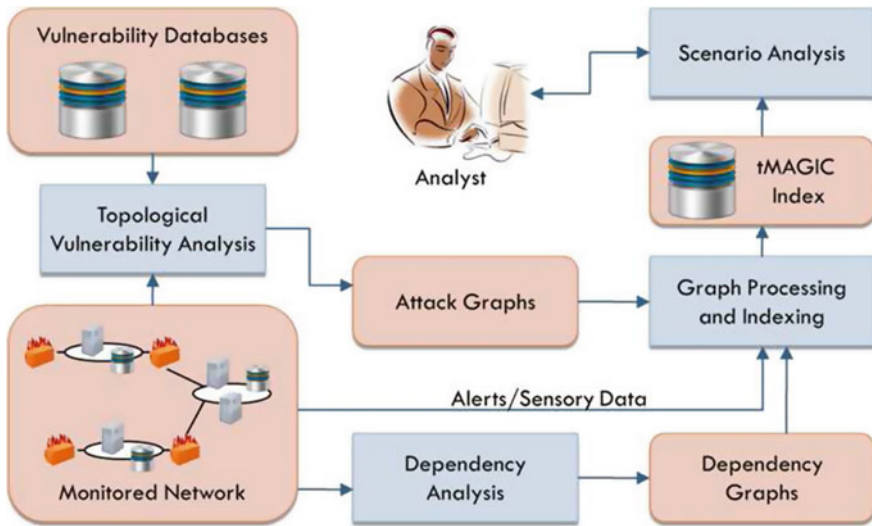 Vulnerability Databases
Scenario Analysis
Analyst
tMAGIC
Index
Topological
Vulnerability Analysis
Attack Graphs
Graph Processing
and Indexing
Alerts/Sensory Data
Monitored Network
Dependency
Analysis
Dependency
Graphs